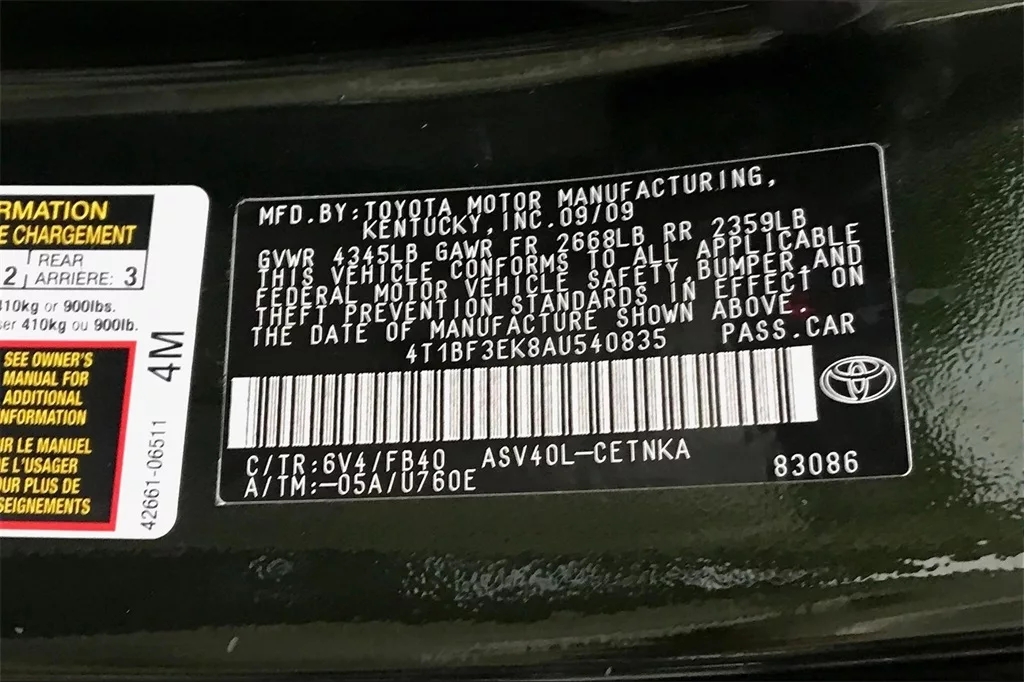 RMATION
E CHARGEMENT
REAR
2 ARRIÈRE: 3
410kg or 900lbs.
ser 410kg ou 900lb.
SEE OWNER'S
MANUAL FOR
ADDITIONAL
NFORMATION
IR LE MANUEL
E L'USAGER
UR PLUS DE
SEIGNEMENTS
42661-06511
4M
MFD.BY:TOYOTA MOTOR MANUFACTURING,
KENTUCKY,INC.09/09
GVWR 4345LB GAWR FR 2668LB RR 2359LB
THIS VEHICLE CONFORMS TO ALL APPLICABLE
FEDERAL MOTOR VEHICLE SAFETY,BUMPER AND
THEFT PREVENTION STANDARDS IN EFFECT ON
THE DATE OF MANUFACTURE SHOWN ABOVE.
4T1BF3EK8AU540835 PASS.CAR
C/TR:6V4/FB40 ASV40L-CETNKA
A/TM:-05A/U760E 83086